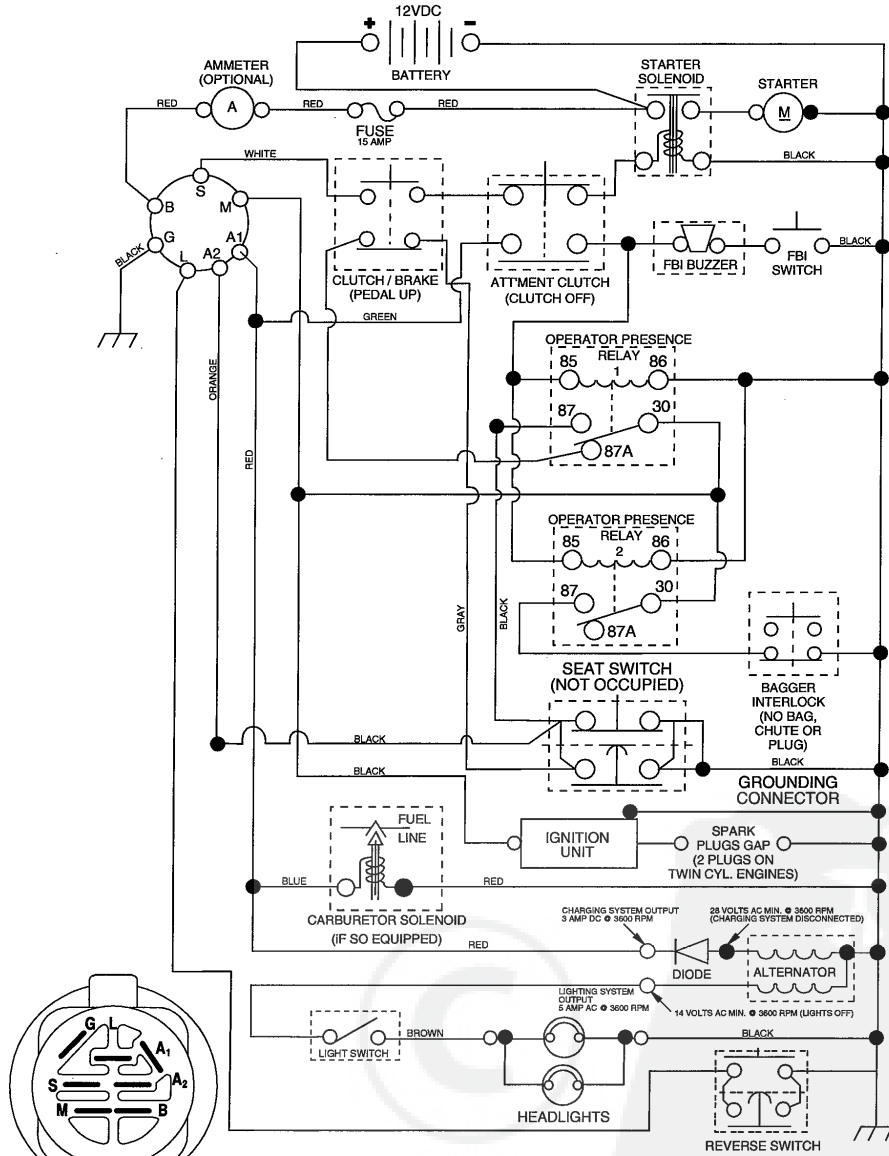 12VDC
+
-
BATTERY
AMMETER
(OPTIONAL)
STARTER
SOLENOID
STARTER
RED
A
RED
RED
M
FUSE
15 AMP
WHITE
BLACK
S
B
M
G
A1
A2
L
BLACK
BLACK
FBI BUZZER
FBI
SWITCH
CLUTCH / BRAKE
(PEDAL UP)
ATT'MENT CLUTCH
(CLUTCH OFF)
GREEN
OPERATOR PRESENCE
RELAY
85
1
86
ORANGE
87
30
87A
RED
OPERATOR PRESENCE
RELAY
85
2
86
87
30
87A
GRAY
BLACK
SEAT SWITCH
(NOT OCCUPIED)
BAGGER
INTERLOCK
(NO BAG,
CHUTE OR
PLUG)
BLACK
BLACK
BLACK
GROUNDING
CONNECTOR
FUEL
LINE
IGNITION
UNIT
SPARK
PLUGS GAP
(2 PLUGS ON
TWIN CYL. ENGINES)
BLUE
RED
CARBURETOR SOLENOID
(iF SO EQUIPPED)
CHARGING SYSTEM OUTPUT
3 AMP DC @ 3600 RPM
28 VOLTS AC MIN. @ 3600 RPM
(CHARGING SYSTEM DISCONNECTED)
RED
DIODE
ALTERNATOR
LIGHTING SYSTEM
OUTPUT
5 AMP AC @ 3600 RPM
14 VOLTS AC MIN. @ 3600 RPM (LIGHTS OFF)
LIGHT SWITCH
BROWN
BLACK
HEADLIGHTS
REVERSE SWITCH
G
L
A1
A2
S
M
B
C